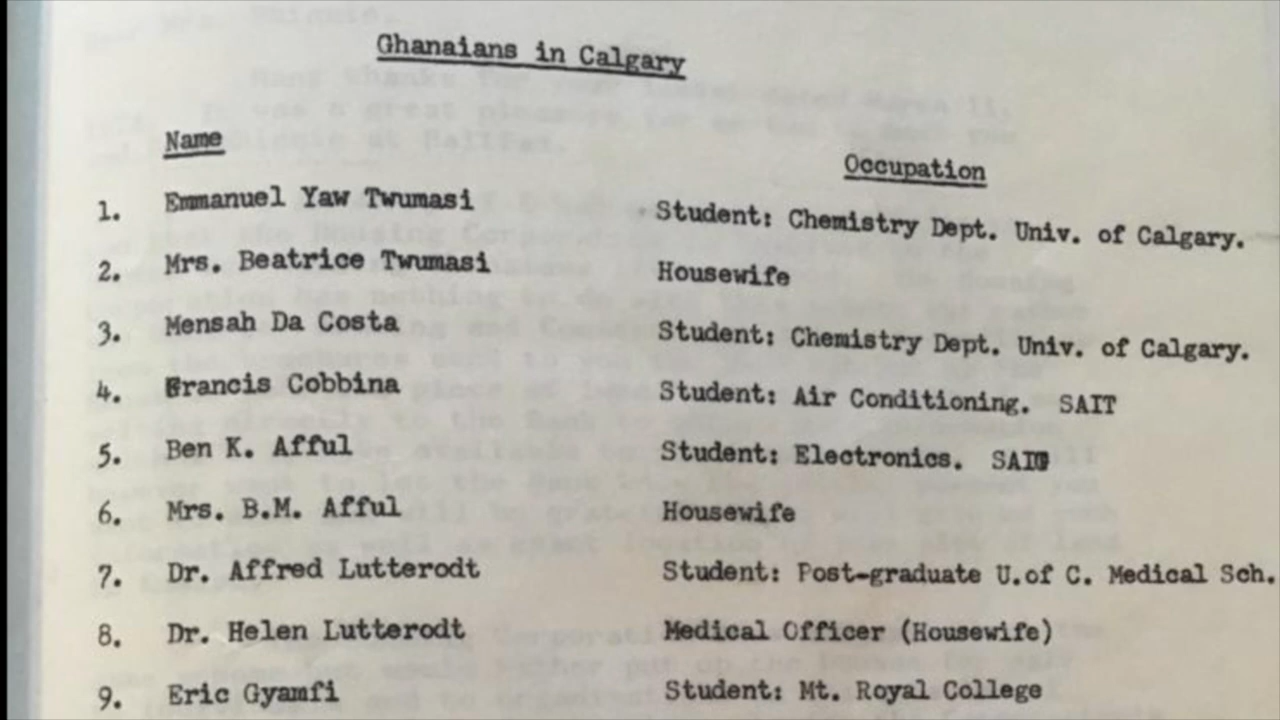 Ghanaians in Calgary
Name Occupation
1. Emmanuel Yaw Twumasi Student: Chemistry Dept. Univ. of Calgary.
2. Mrs. Beatrice Twumasi Housewife
3. Mensah Da Costa Student: Chemistry Dept. Univ. of Calgary.
4. Francis Cobbina Student: Air Conditioning. SAIT
5. Ben K. Afful Student: Electronics. SAIT
6. Mrs. B.M. Afful Housewife
7. Dr. Affred Lutterodt Student: Post-graduate U.of C. Medical Sch.
8. Dr. Helen Lutterodt Medical Officer (Housewife)
9. Eric Gyamfi Student: Mt. Royal College